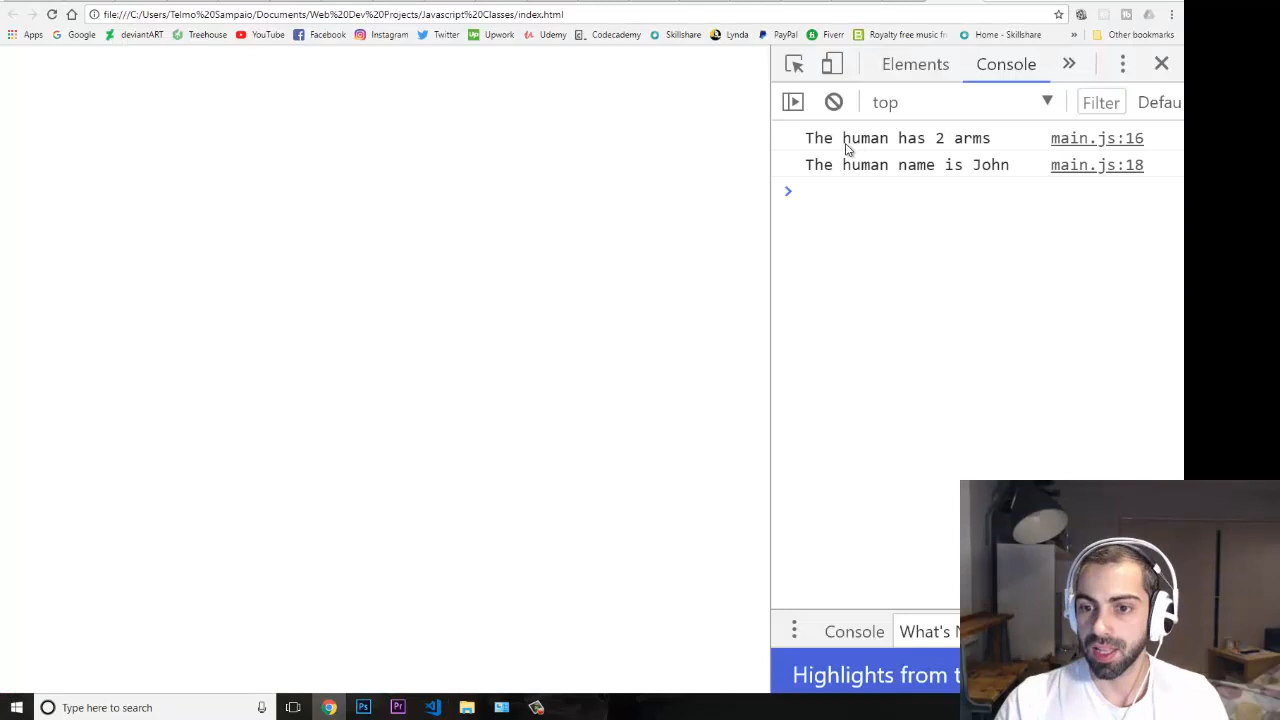 file:///C:/Users/Telmo%20Sampaio/Documents/Web%20Dev%20Projects/Javascript%20Classes/index.html
Apps Google deviantART Treehouse YouTube Facebook Instagram Twitter Up Upwork Udemy Codecademy Skillshare Lynda PayPal Fiverr Royalty free music fr Home - Skillshare » Other bookmarks
Elements Console »
top Filter Defau
The human has 2 arms main.js:16
The human name is John main.js:18
Console What's N
Highlights from t
Type here to search
Ps Pr